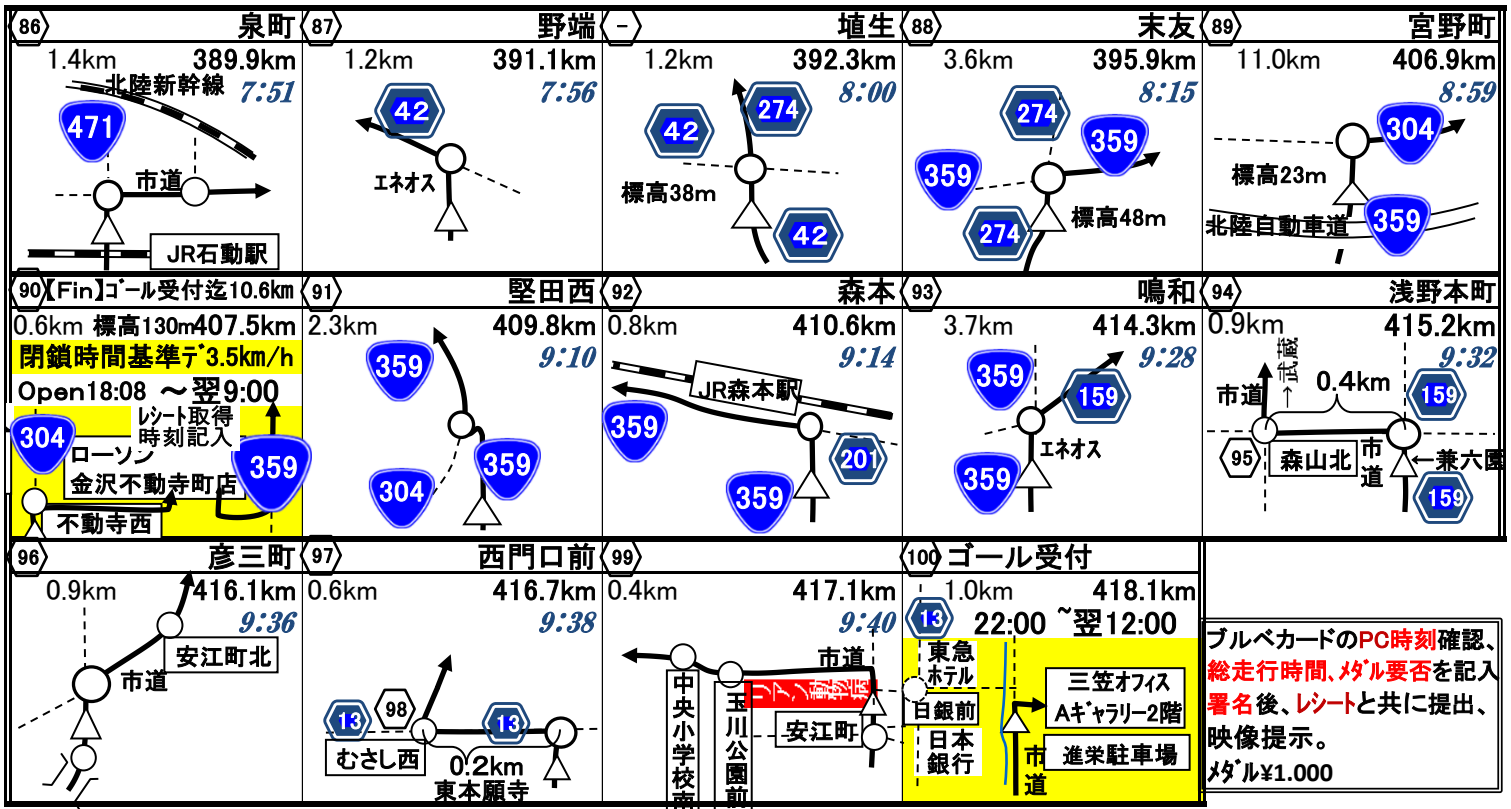 86 泉町
1.4km 389.9km
北陸新幹線 7:51
471
市道
JR石動駅
87 野端
1.2km 391.1km
7:56
42
エネオス
- 埴生
1.2km 392.3km
8:00
274
42
標高38m
42
88 末友
3.6km 395.9km
8:15
274
359
359
274
標高48m
89 宮野町
11.0km 406.9km
8:59
304
標高23m
北陸自動車道
359
90 【Fin】ｺﾞｰﾙ受付迄10.6km
0.6km 標高130m 407.5km
閉鎖時間基準ﾃﾞ3.5km/h
Open18:08 ～翌9:00
ﾚｼｰﾄ取得
時刻記入
304
ローソン
359
金沢不動寺町店
不動寺西
91 堅田西
2.3km 409.8km
9:10
359
359
304
92 森本
0.8km 410.6km
9:14
JR森本駅
359
201
359
93 鳴和
3.7km 414.3km
9:28
359
159
エネオス
359
94 浅野本町
0.9km 415.2km
9:32
→武蔵
0.4km
市道
159
95
森山北
市道
←兼六園
159
96 彦三町
0.9km 416.1km
9:36
安江町北
市道
97 西門口前
0.6km 416.7km
9:38
13
98
13
むさし西
0.2km
東本願寺
99
0.4km 417.1km
9:40
市道
リアン動物病
中央小学校南
玉川公園前
安江町
100 ゴール受付
1.0km 418.1km
13
22:00 ~翌12:00
東急
ホテル
三笠オフィス
Aギャラリー2階
日銀前
日本
銀行
市道
進栄駐車場
ブルベカードのPC時刻確認、
総走行時間、ﾒﾀﾞﾙ要否を記入
署名後、レシートと共に提出、
映像提示。
ﾒﾀﾞﾙ¥1.000